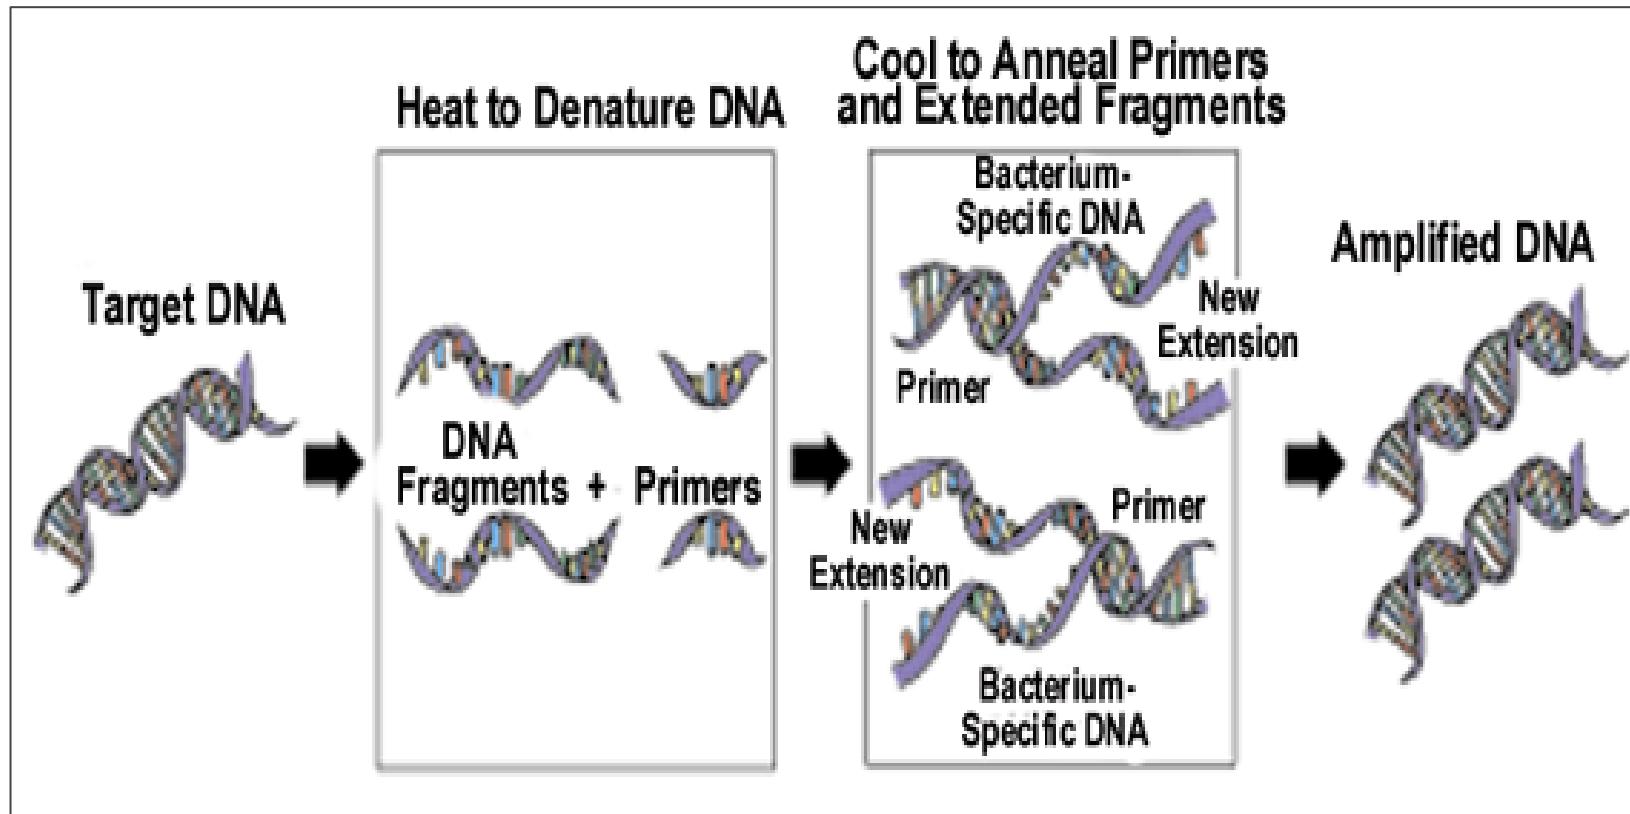 Target DNA
Heat to Denature DNA
DNA
Fragments + Primers
Cool to Anneal Primers
and Extended Fragments
Bacterium-
Specific DNA
New
Extension
Primer
Primer
New
Extension
Bacterium-
Specific DNA
Amplified DNA